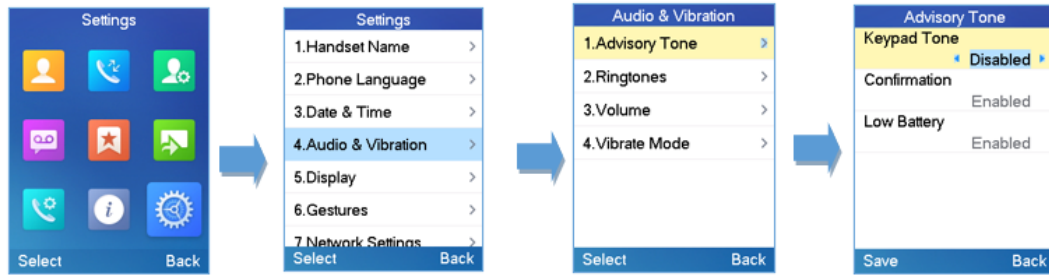 Settings
Select
Back
Settings
1.Handset Name
2.Phone Language
3.Date & Time
4.Audio & Vibration
5.Display
6.Gestures
7.Network Settings
Select
Back
Audio & Vibration
1.Advisory Tone
2.Ringtones
3.Volume
4.Vibrate Mode
Select
Back
Advisory Tone
Keypad Tone
Disabled
Confirmation
Enabled
Low Battery
Enabled
Save
Back